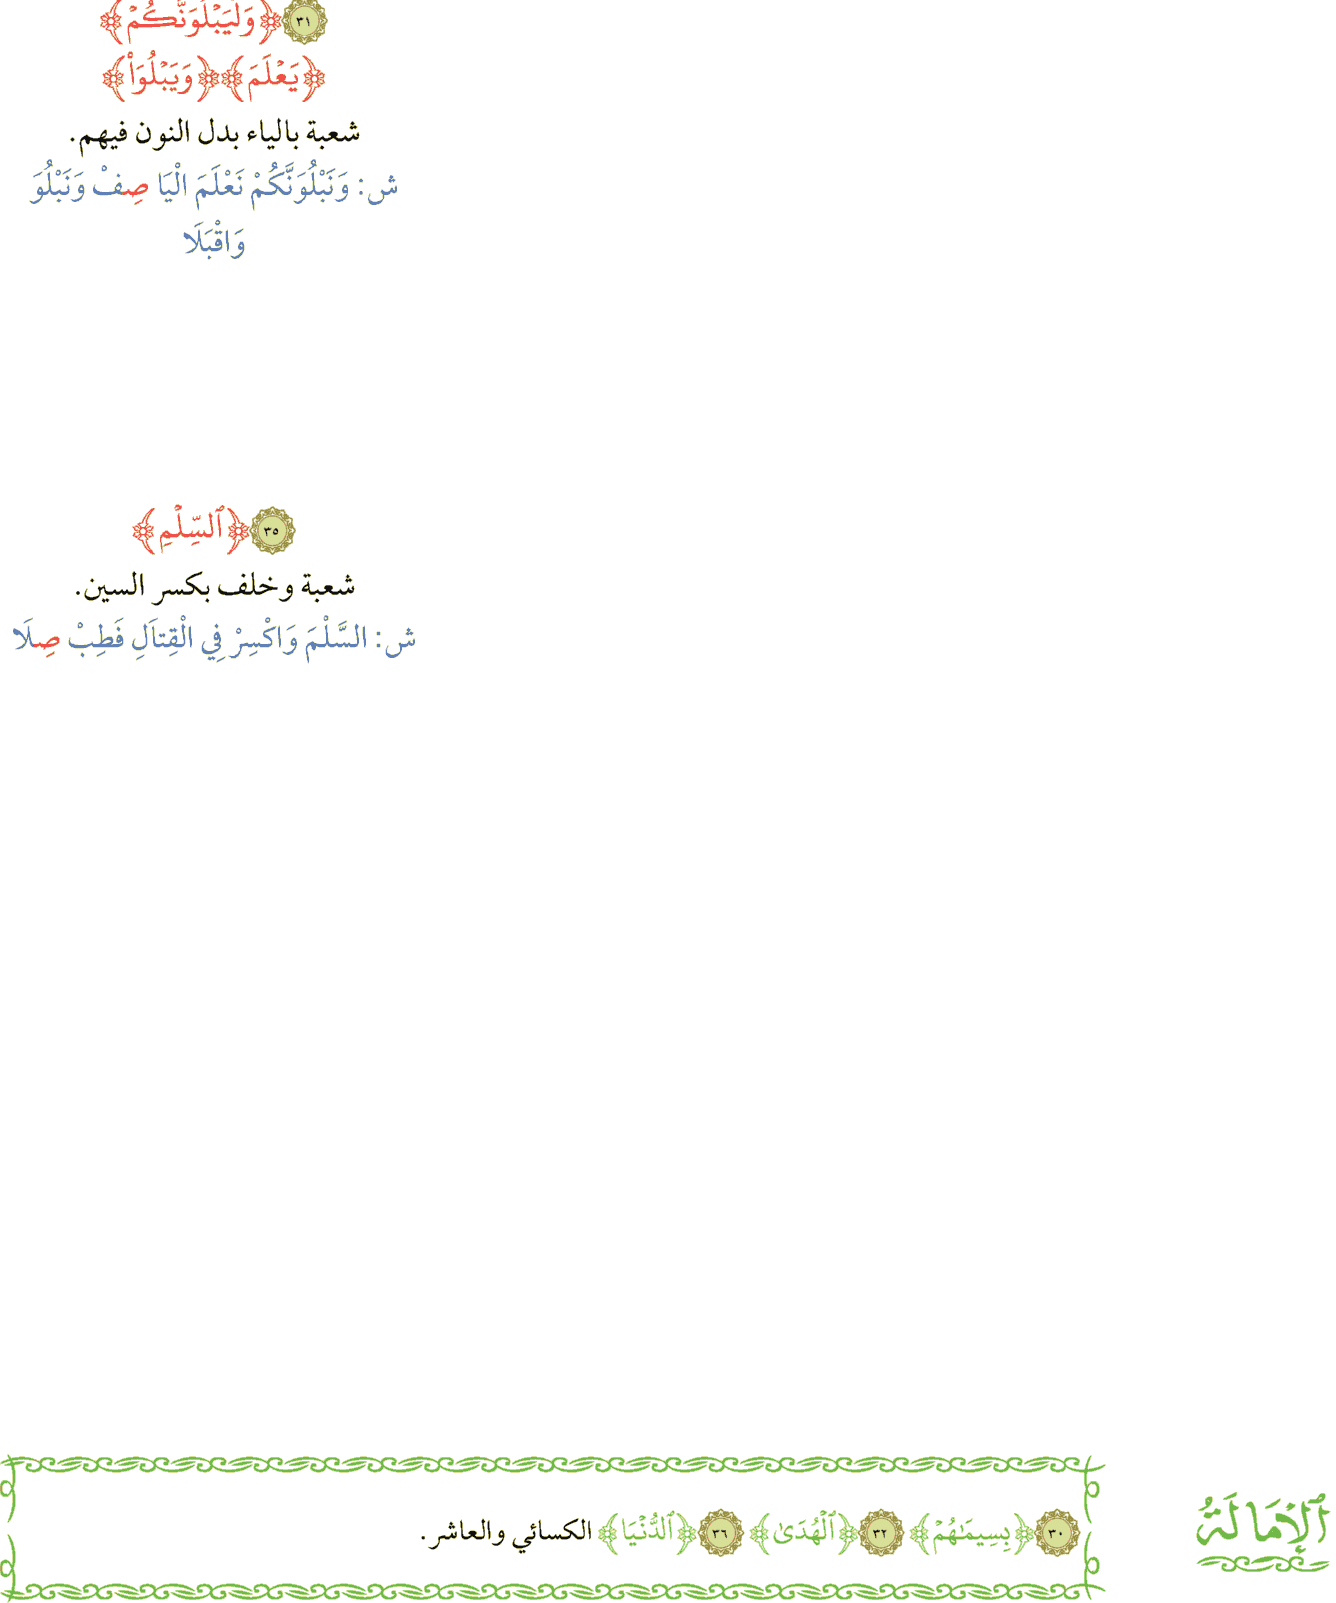 ٣١ ﴿وَلَيَبْلُوَنَّكُمْ﴾
﴿يَعْلَمَ﴾ ﴿وَيَبْلُوَاْ﴾
شعبة بالياء بدل النون فيهم.
ش: وَنَبْلُوَنَّكُمْ نَعْلَمَ الْيَا صِفْ وَنَبْلُوَ
وَاقْبَلَا
٣٥ ﴿ٱلسِّلْمِ﴾
شعبة وخلف بكسر السين.
ش: السَّلْمَ وَاكْسِرْ فِي الْقِتَالِ فَطِبْ صِلَا
ٱلْإِمَالَةُ
٣٠ ﴿بِسِيمَٰهُمْ﴾ ٣٢ ﴿ٱلْهُدَىٰ﴾ ٣٦ ﴿ٱلدُّنْيَا﴾ الكسائي والعاشر.